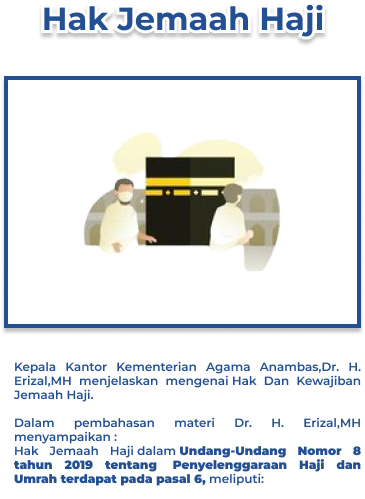 Hak Jemaah Haji
Kepala Kantor Kementerian Agama Anambas,Dr. H.
Erizal,MH menjelaskan mengenai Hak Dan Kewajiban
Jemaah Haji.
Dalam pembahasan materi Dr. H. Erizal,MH
menyampaikan :
Hak Jemaah Haji dalam Undang-Undang Nomor 8
tahun 2019 tentang Penyelenggaraan Haji dan
Umrah terdapat pada pasal 6, meliputi: